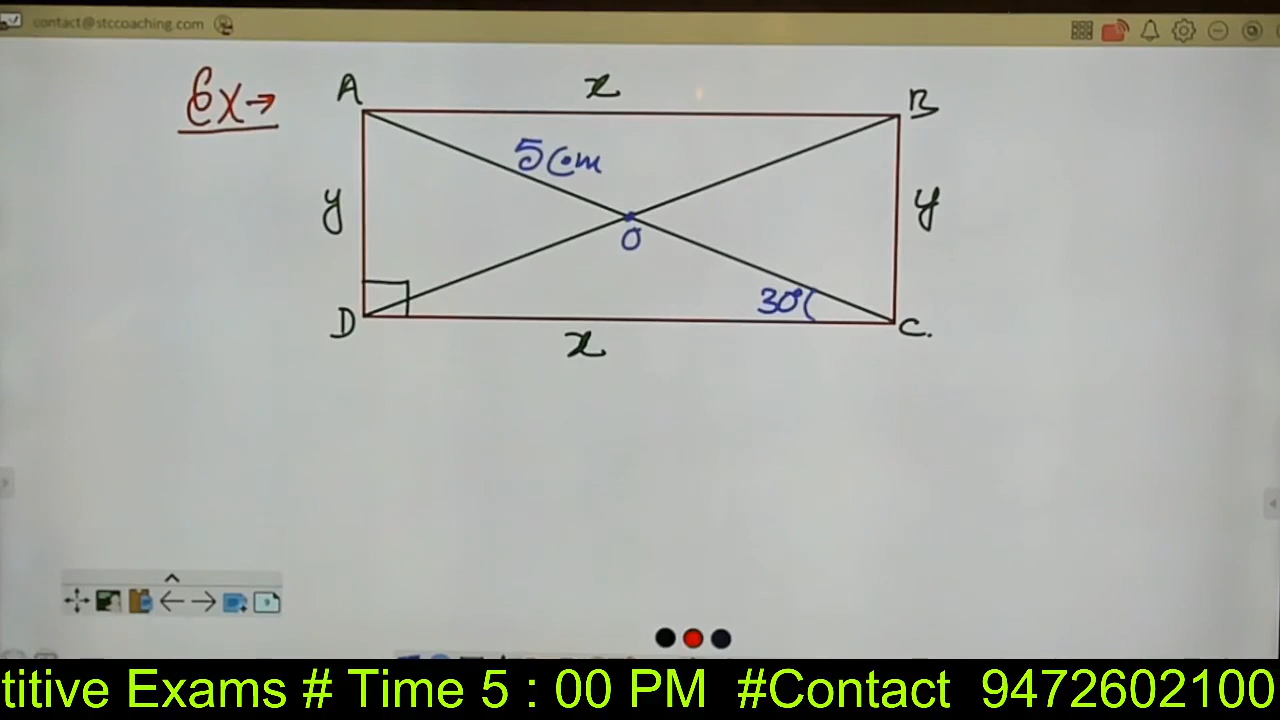 contact@stccoaching.com
Ex→
A
x
B
5cm
y
y
O
30°
D
C.
x
titive Exams # Time 5 : 00 PM #Contact 9472602100